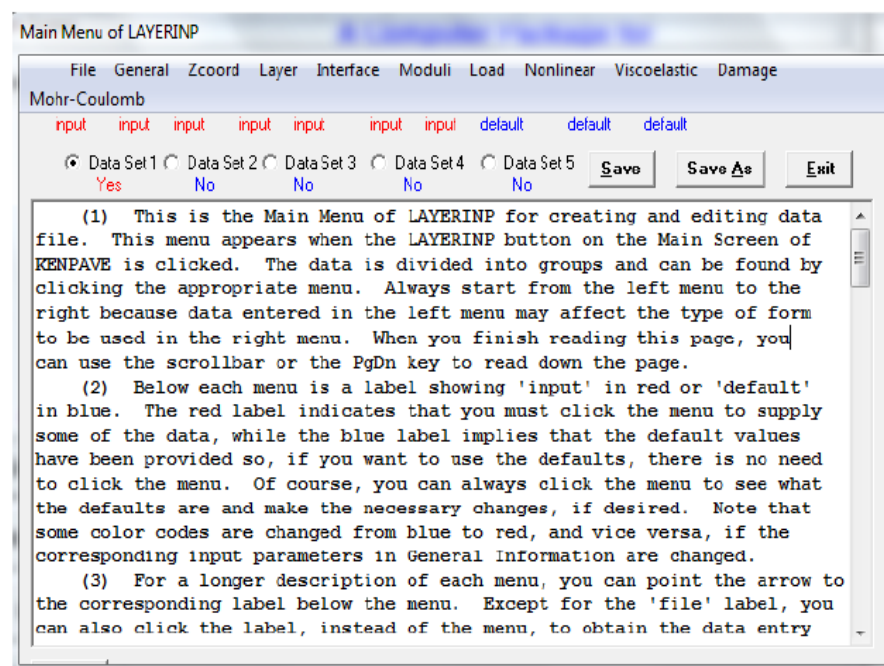 Main Menu of LAYERINP
File General Zcoord Layer Interface Moduli Load Nonlinear Viscoelastic Damage
Mohr-Coulomb
input input input input input input input default default default
Data Set 1 Data Set 2 Data Set 3 Data Set 4 Data Set 5 Save Save As Exit
Yes No No No No
(1) This is the Main Menu of LAYERINP for creating and editing data
file. This menu appears when the LAYERINP button on the Main Screen of
KENPAVE is clicked. The data is divided into groups and can be found by
clicking the appropriate menu. Always start from the left menu to the
right because data entered in the left menu may affect the type of form
to be used in the right menu. When you finish reading this page, you
can use the scrollbar or the PgDn key to read down the page.
(2) Below each menu is a label showing 'input' in red or 'default'
in blue. The red label indicates that you must click the menu to supply
some of the data, while the blue label implies that the default values
have been provided so, if you want to use the defaults, there is no need
to click the menu. Of course, you can always click the menu to see what
the defaults are and make the necessary changes, if desired. Note that
some color codes are changed from blue to red, and vice versa, if the
corresponding input parameters in General Information are changed.
(3) For a longer description of each menu, you can point the arrow to
the corresponding label below the menu. Except for the 'file' label, you
can also click the label, instead of the menu, to obtain the data entry